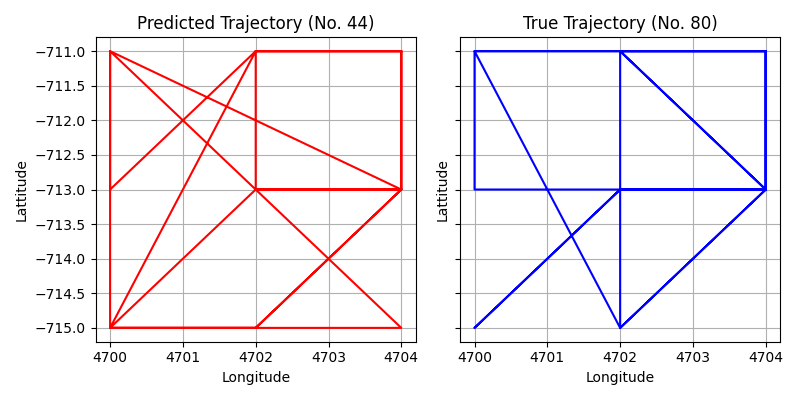 Predicted Trajectory (No. 44)
True Trajectory (No. 80)
−711.0
−711.5
−712.0
−712.5
−713.0
−713.5
−714.0
−714.5
−715.0
Lattitude
Lattitude
4700 4701 4702 4703 4704
4700 4701 4702 4703 4704
Longitude
Longitude